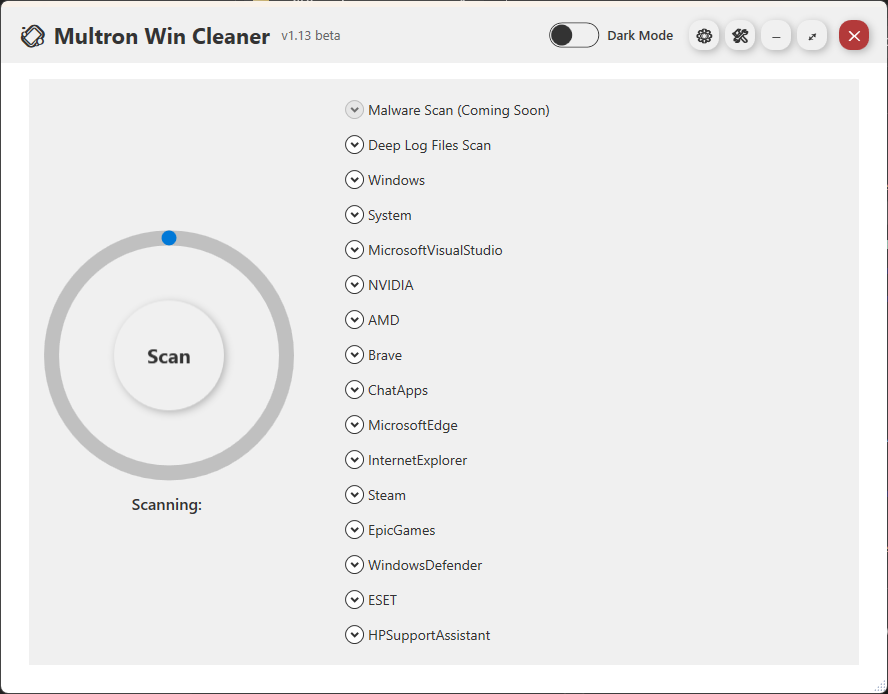 Multron Win Cleaner v1.13 beta
Dark Mode
Malware Scan (Coming Soon)
Deep Log Files Scan
Windows
System
MicrosoftVisualStudio
NVIDIA
AMD
Brave
ChatApps
MicrosoftEdge
InternetExplorer
Steam
EpicGames
WindowsDefender
ESET
HPSupportAssistant
Scan
Scanning: